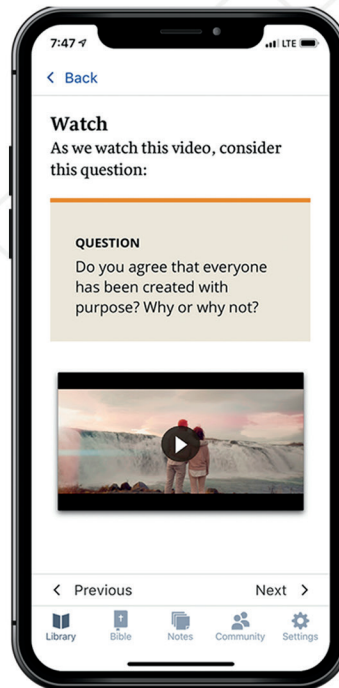 7:47
LTE
Back
Watch
As we watch this video, consider
this question:
QUESTION
Do you agree that everyone
has been created with
purpose? Why or why not?
Previous Next
Library Bible Notes Community Settings